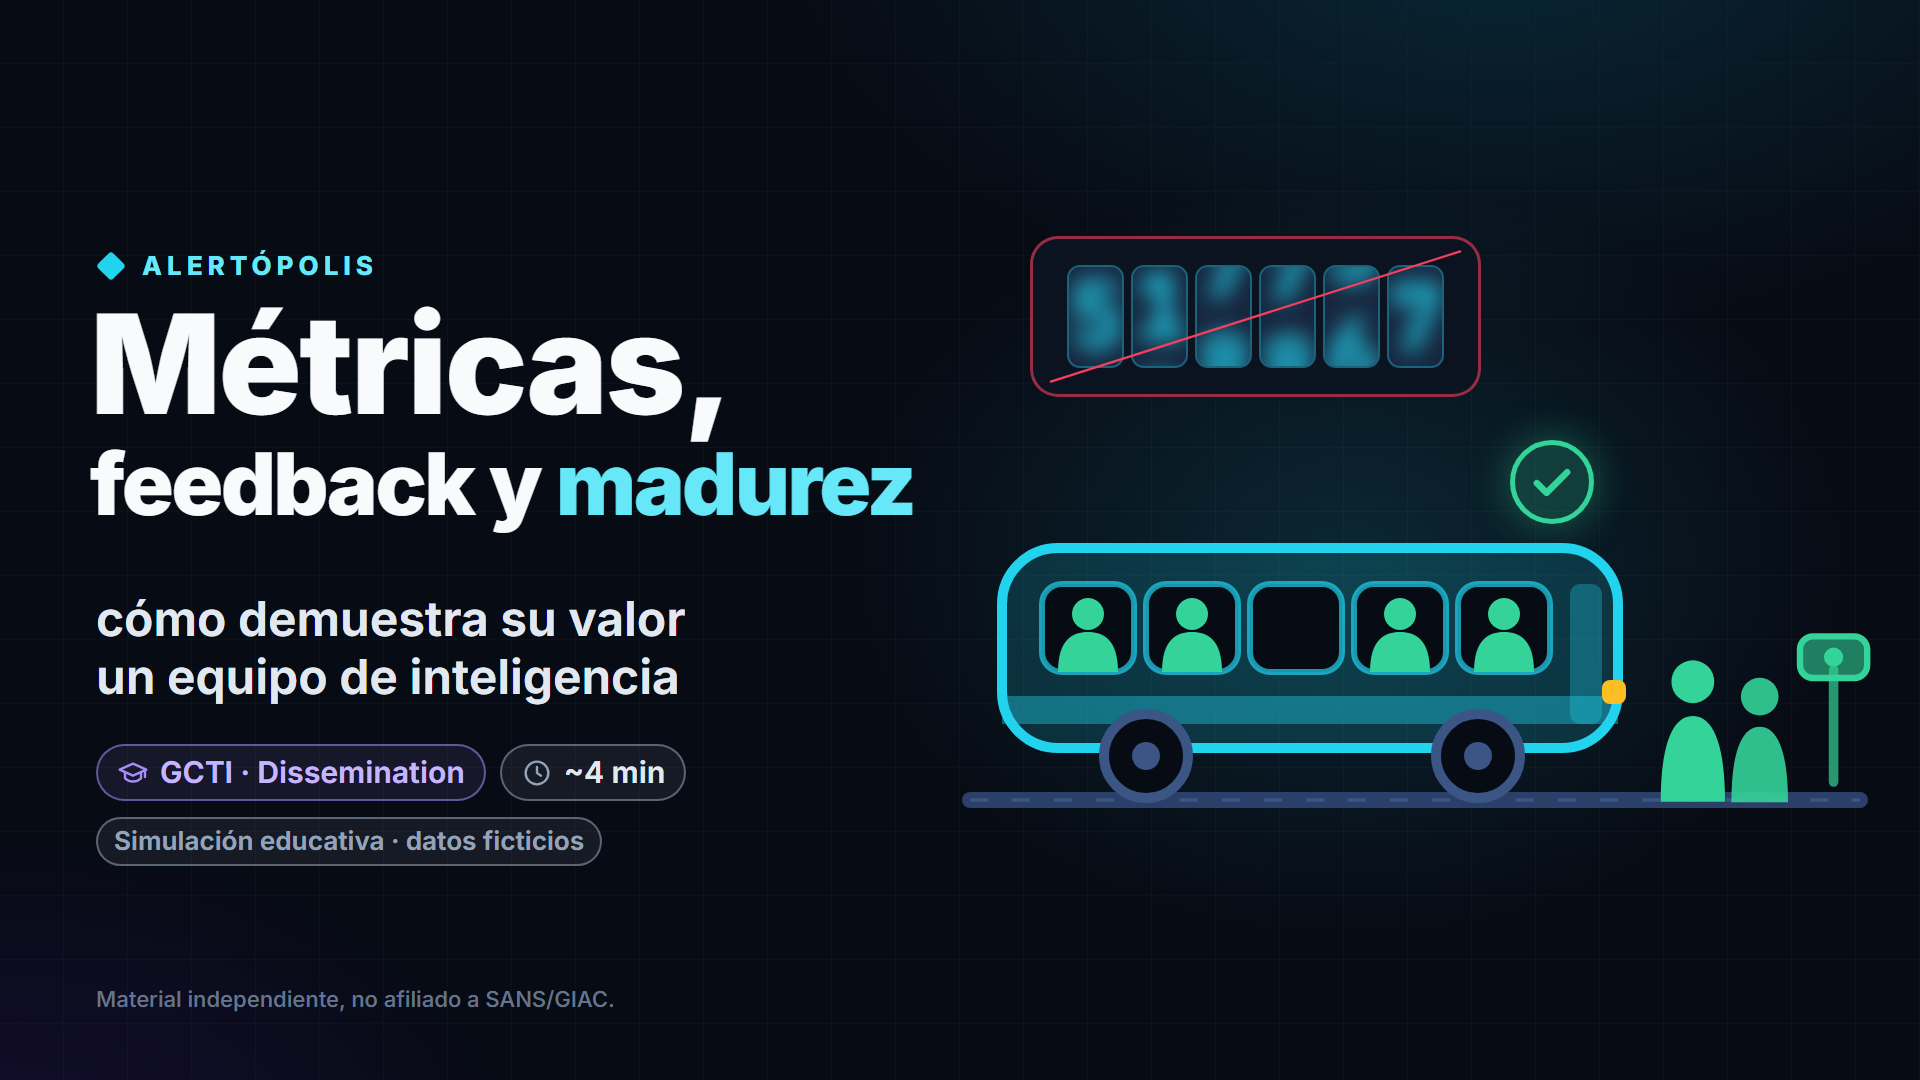 ALERTÓPOLIS
Métricas,
feedback y madurez
cómo demuestra su valor
un equipo de inteligencia
GCTI · Dissemination
~4 min
Simulación educativa · datos ficticios
Material independiente, no afiliado a SANS/GIAC.